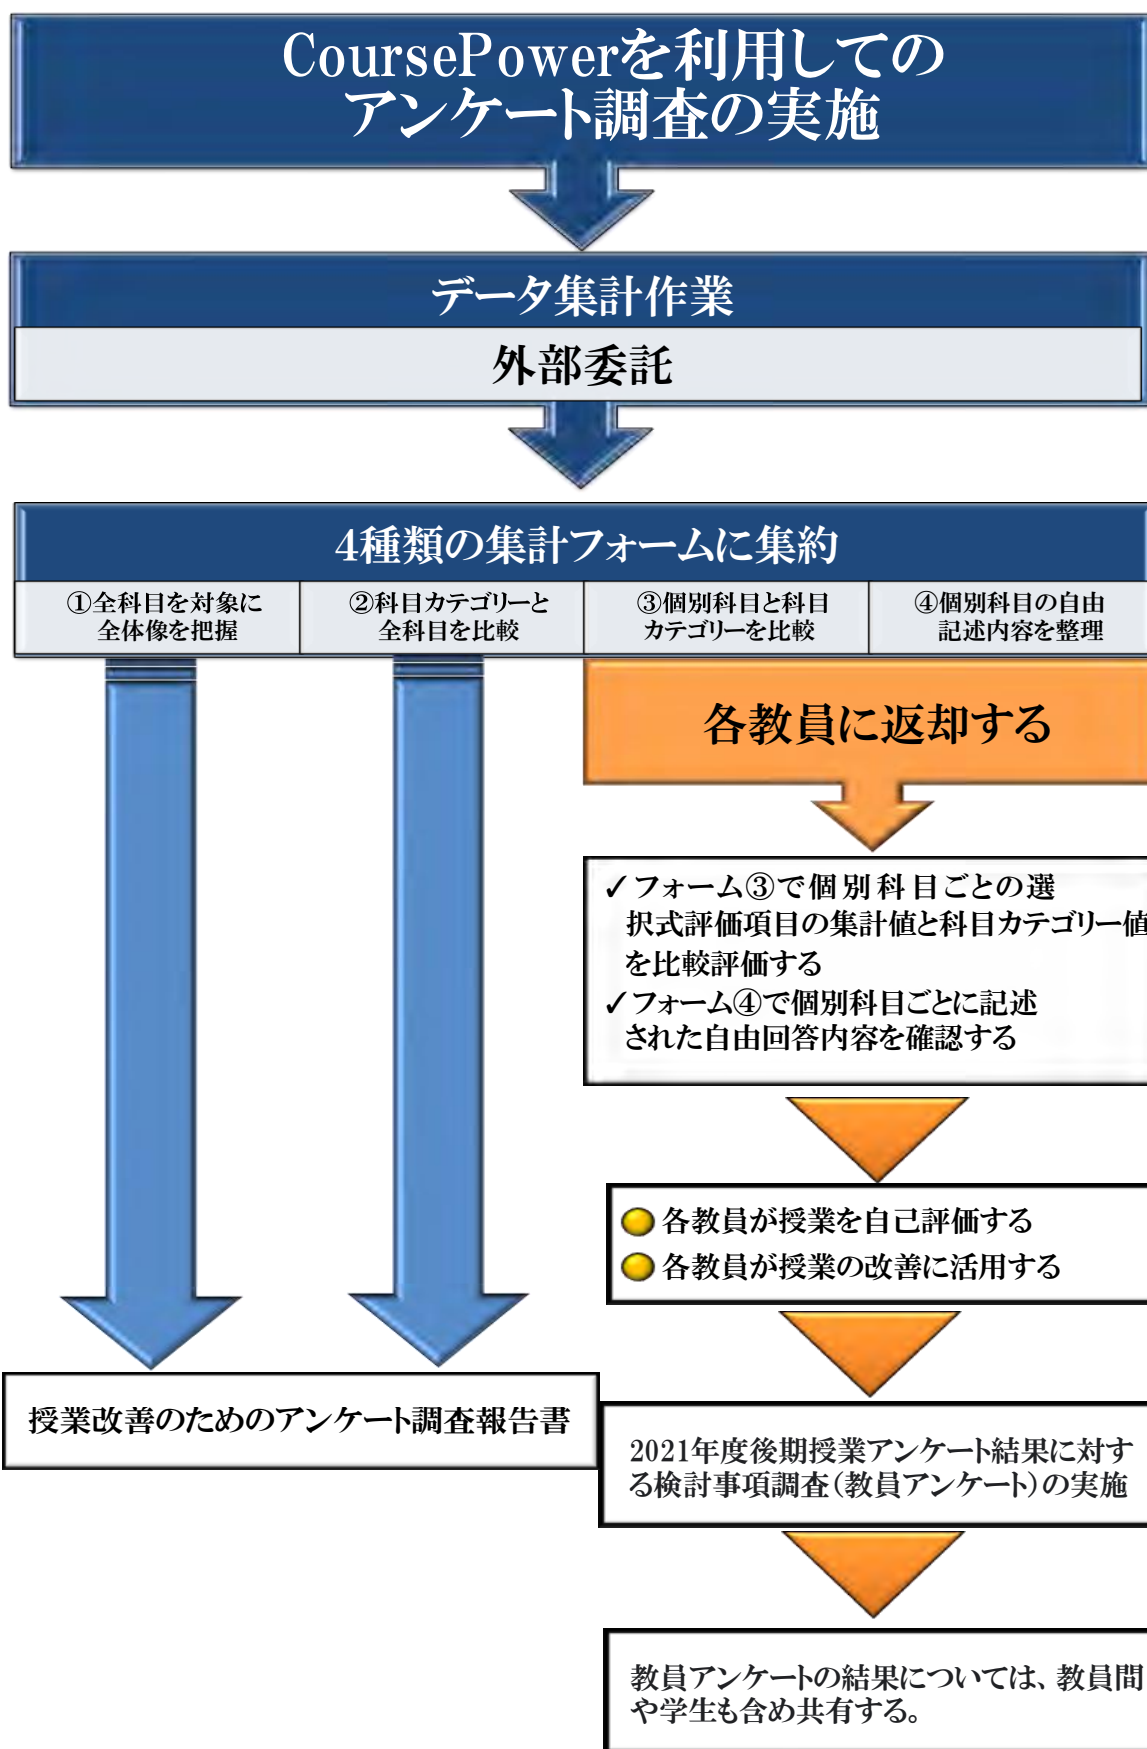 CoursePowerを利用しての
アンケート調査の実施
データ集計作業
外部委託
4種類の集計フォームに集約
①全科目を対象に
全体像を把握
②科目カテゴリーと
全科目を比較
③個別科目と科目
カテゴリーを比較
④個別科目の自由
記述内容を整理
各教員に返却する
✓フォーム③で個別科目ごとの選
択式評価項目の集計値と科目カテゴリー値
を比較評価する
✓フォーム④で個別科目ごとに記述
された自由回答内容を確認する
各教員が授業を自己評価する
各教員が授業の改善に活用する
授業改善のためのアンケート調査報告書
2021年度後期授業アンケート結果に対す
る検討事項調査(教員アンケート)の実施
教員アンケートの結果については、教員間
や学生も含め共有する。